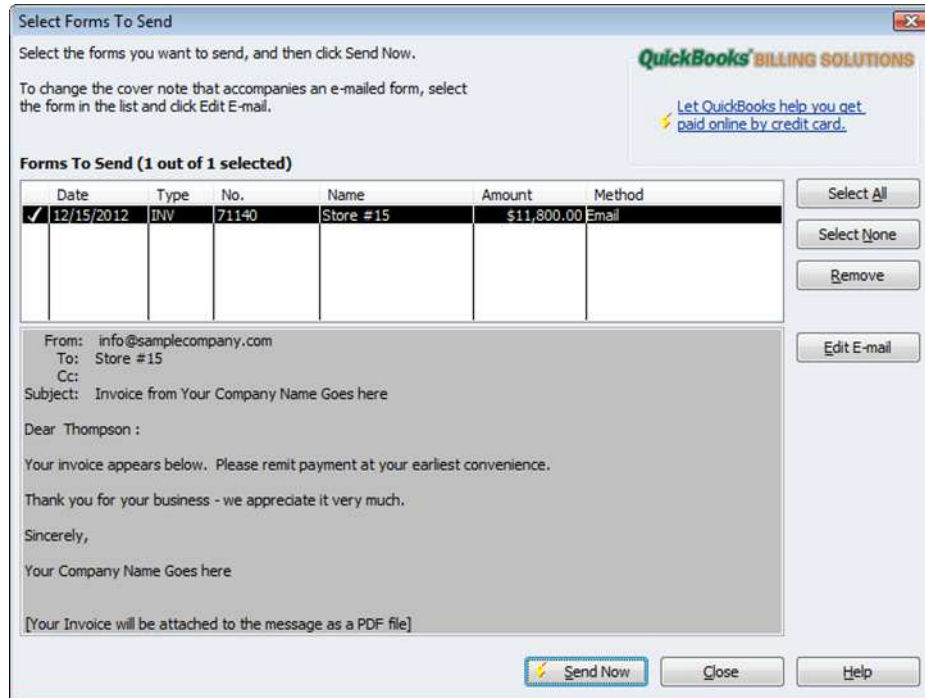 Select Forms To Send
Select the forms you want to send, and then click Send Now.
QuickBooks BILLING SOLUTIONS
To change the cover note that accompanies an e-mailed form, select
the form in the list and click Edit E-mail.
Let QuickBooks help you get
paid online by credit card.
Forms To Send (1 out of 1 selected)
Date Type No. Name Amount Method
12/15/2012 INV 71140 Store #15 $11,800.00 Email
Select All
Select None
Remove
Edit E-mail
From: info@samplecompany.com
To: Store #15
Cc:
Subject: Invoice from Your Company Name Goes here
Dear Thompson :
Your invoice appears below. Please remit payment at your earliest convenience.
Thank you for your business - we appreciate it very much.
Sincerely,
Your Company Name Goes here
[Your Invoice will be attached to the message as a PDF file]
Send Now Close Help